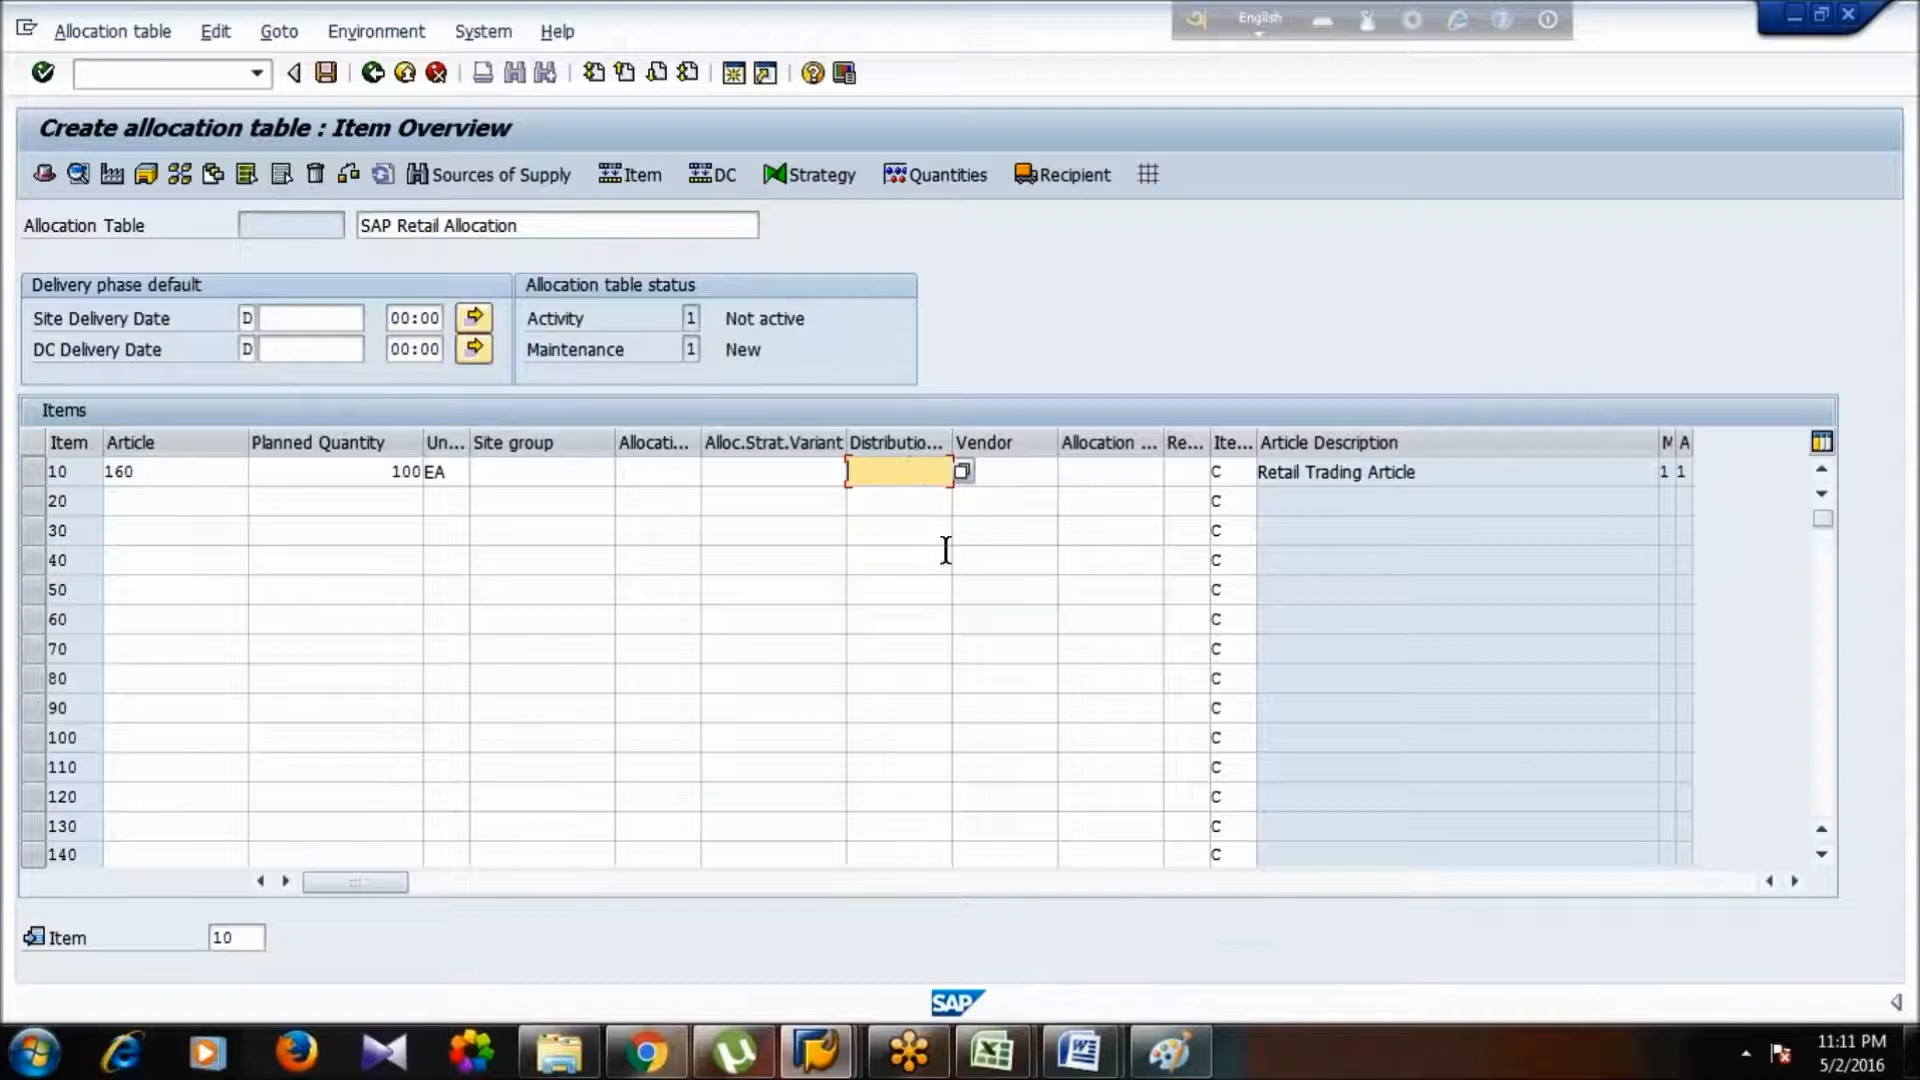 Allocation table Edit Goto Environment System Help
English
Create allocation table : Item Overview
Sources of Supply Item DC Strategy Quantities Recipient
Allocation Table SAP Retail Allocation
Delivery phase default Allocation table status
Site Delivery Date D 00:00 Activity 1 Not active
DC Delivery Date D 00:00 Maintenance 1 New
Items
Item Article Planned Quantity Un... Site group Allocati... Alloc.Strat.Variant Distributio... Vendor Allocation ... Re... Ite... Article Description M A
10 160 100 EA C Retail Trading Article 1 1
20 C
30 C
40 C
50 C
60 C
70 C
80 C
90 C
100 C
110 C
120 C
130 C
140 C
Item 10
SAP
11:11 PM
5/2/2016